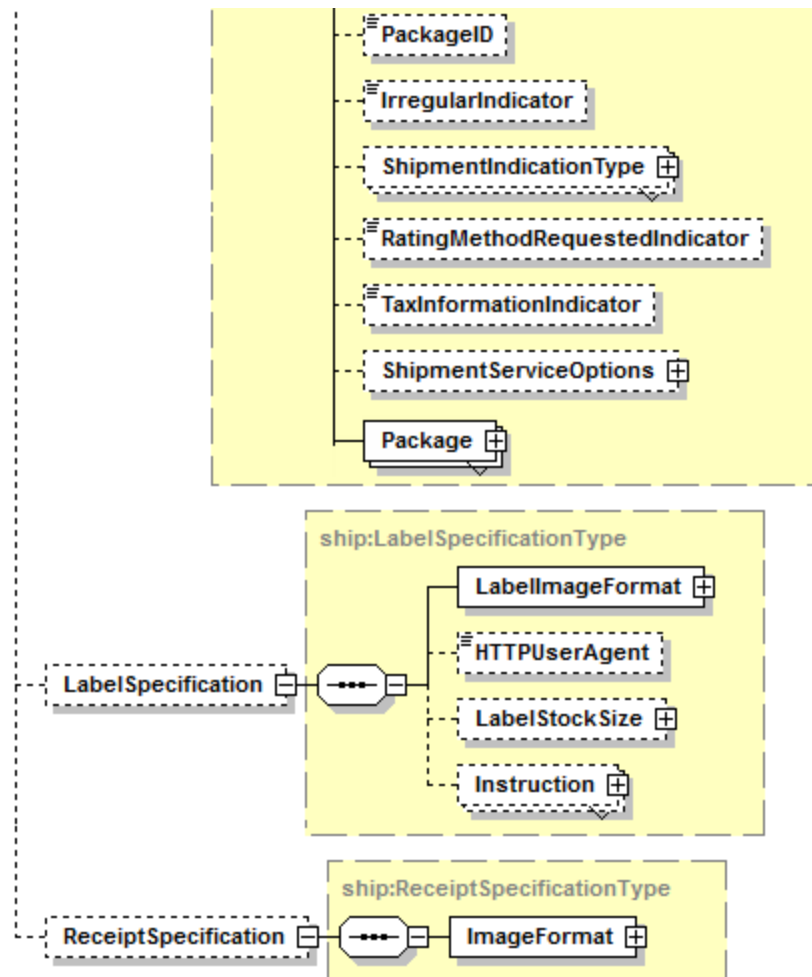 PackageID
IrregularIndicator
ShipmentIndicationType
RatingMethodRequestedIndicator
TaxInformationIndicator
ShipmentServiceOptions
Package
ship:LabelSpecificationType
LabelImageFormat
HTTPUserAgent
LabelSpecification
LabelStockSize
Instruction
ship:ReceiptSpecificationType
ReceiptSpecification
ImageFormat